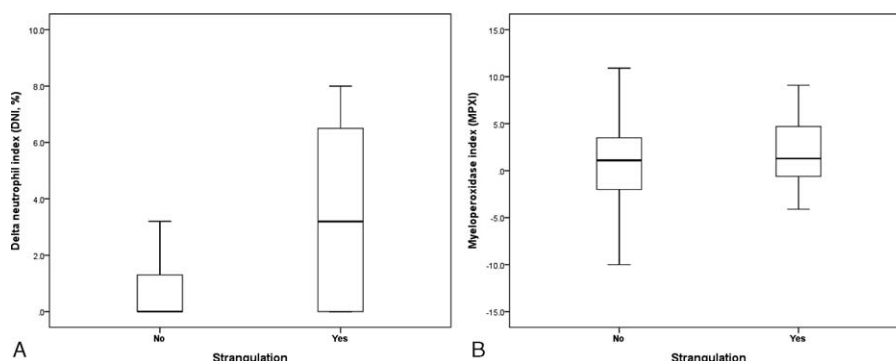 10.0
8.0
6.0
4.0
2.0
.0
Delta neutrophil index (DNI, %)
No
Yes
Strangulation
A
15.0
10.0
5.0
.0
-5.0
-10.0
-15.0
Myeloperoxidase index (MPXI)
No
Yes
Strangulation
B